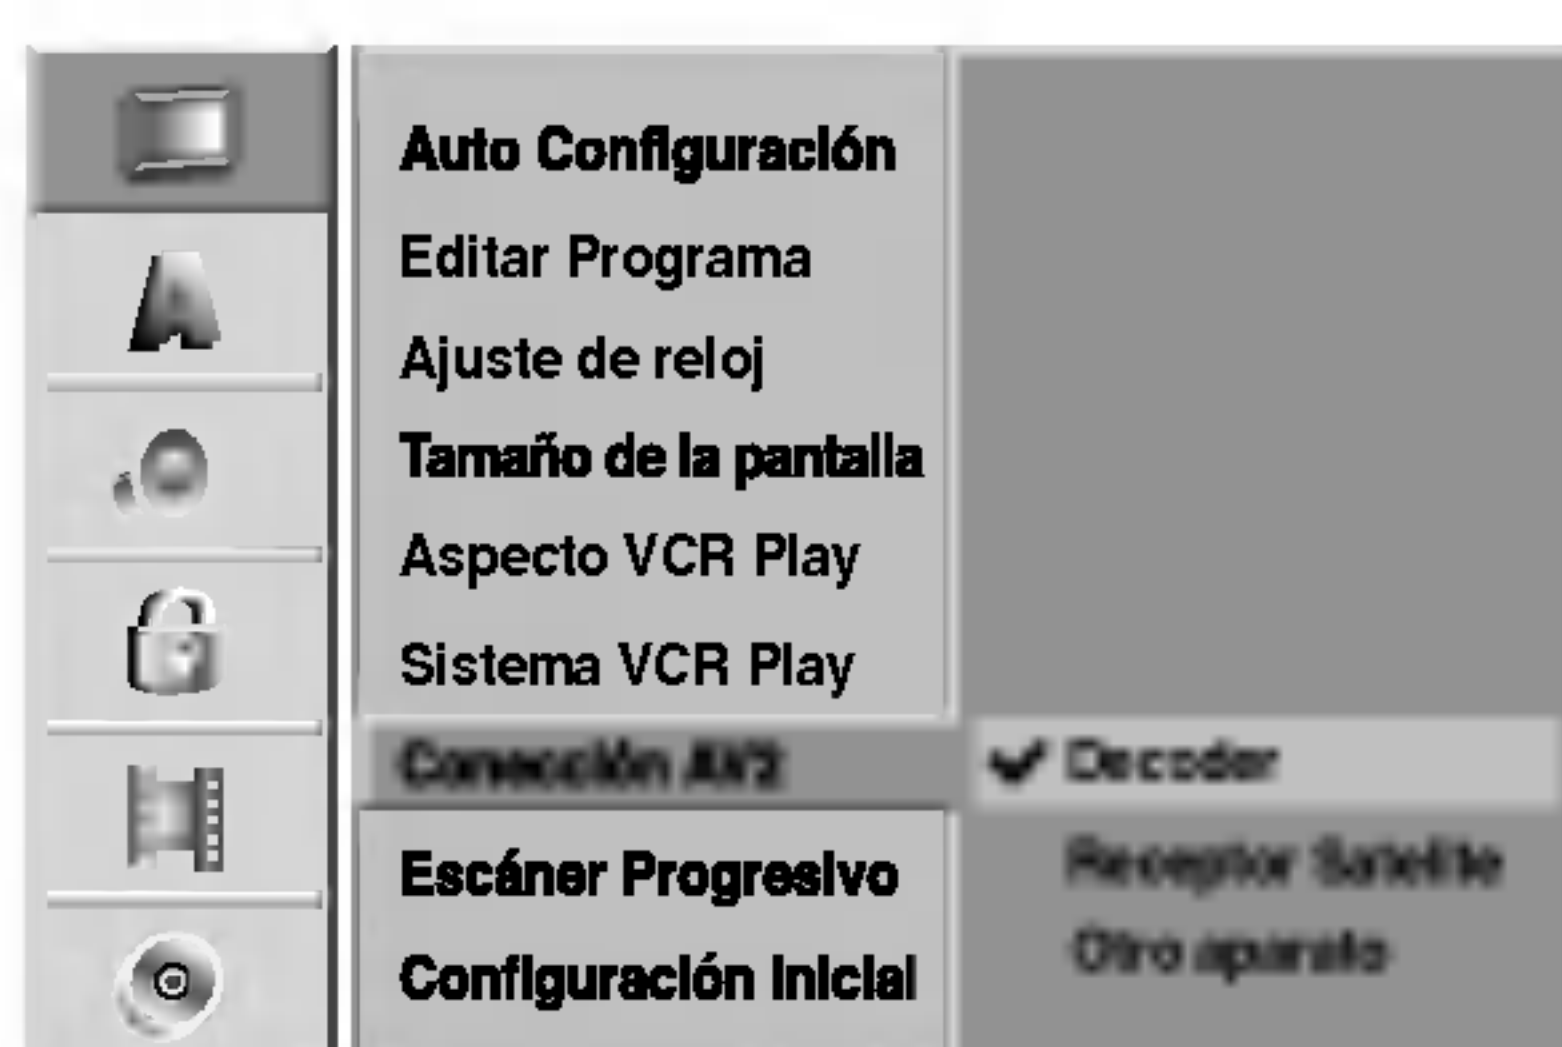 Auto Configuración
Editar Programa
Ajuste de reloj
Tamaño de la pantalla
Aspecto VCR Play
Sistema VCR Play
Conección AV2
Decoder
Receptor Satelite
Otro aparato
Escáner Progresivo
Configuración Inicial